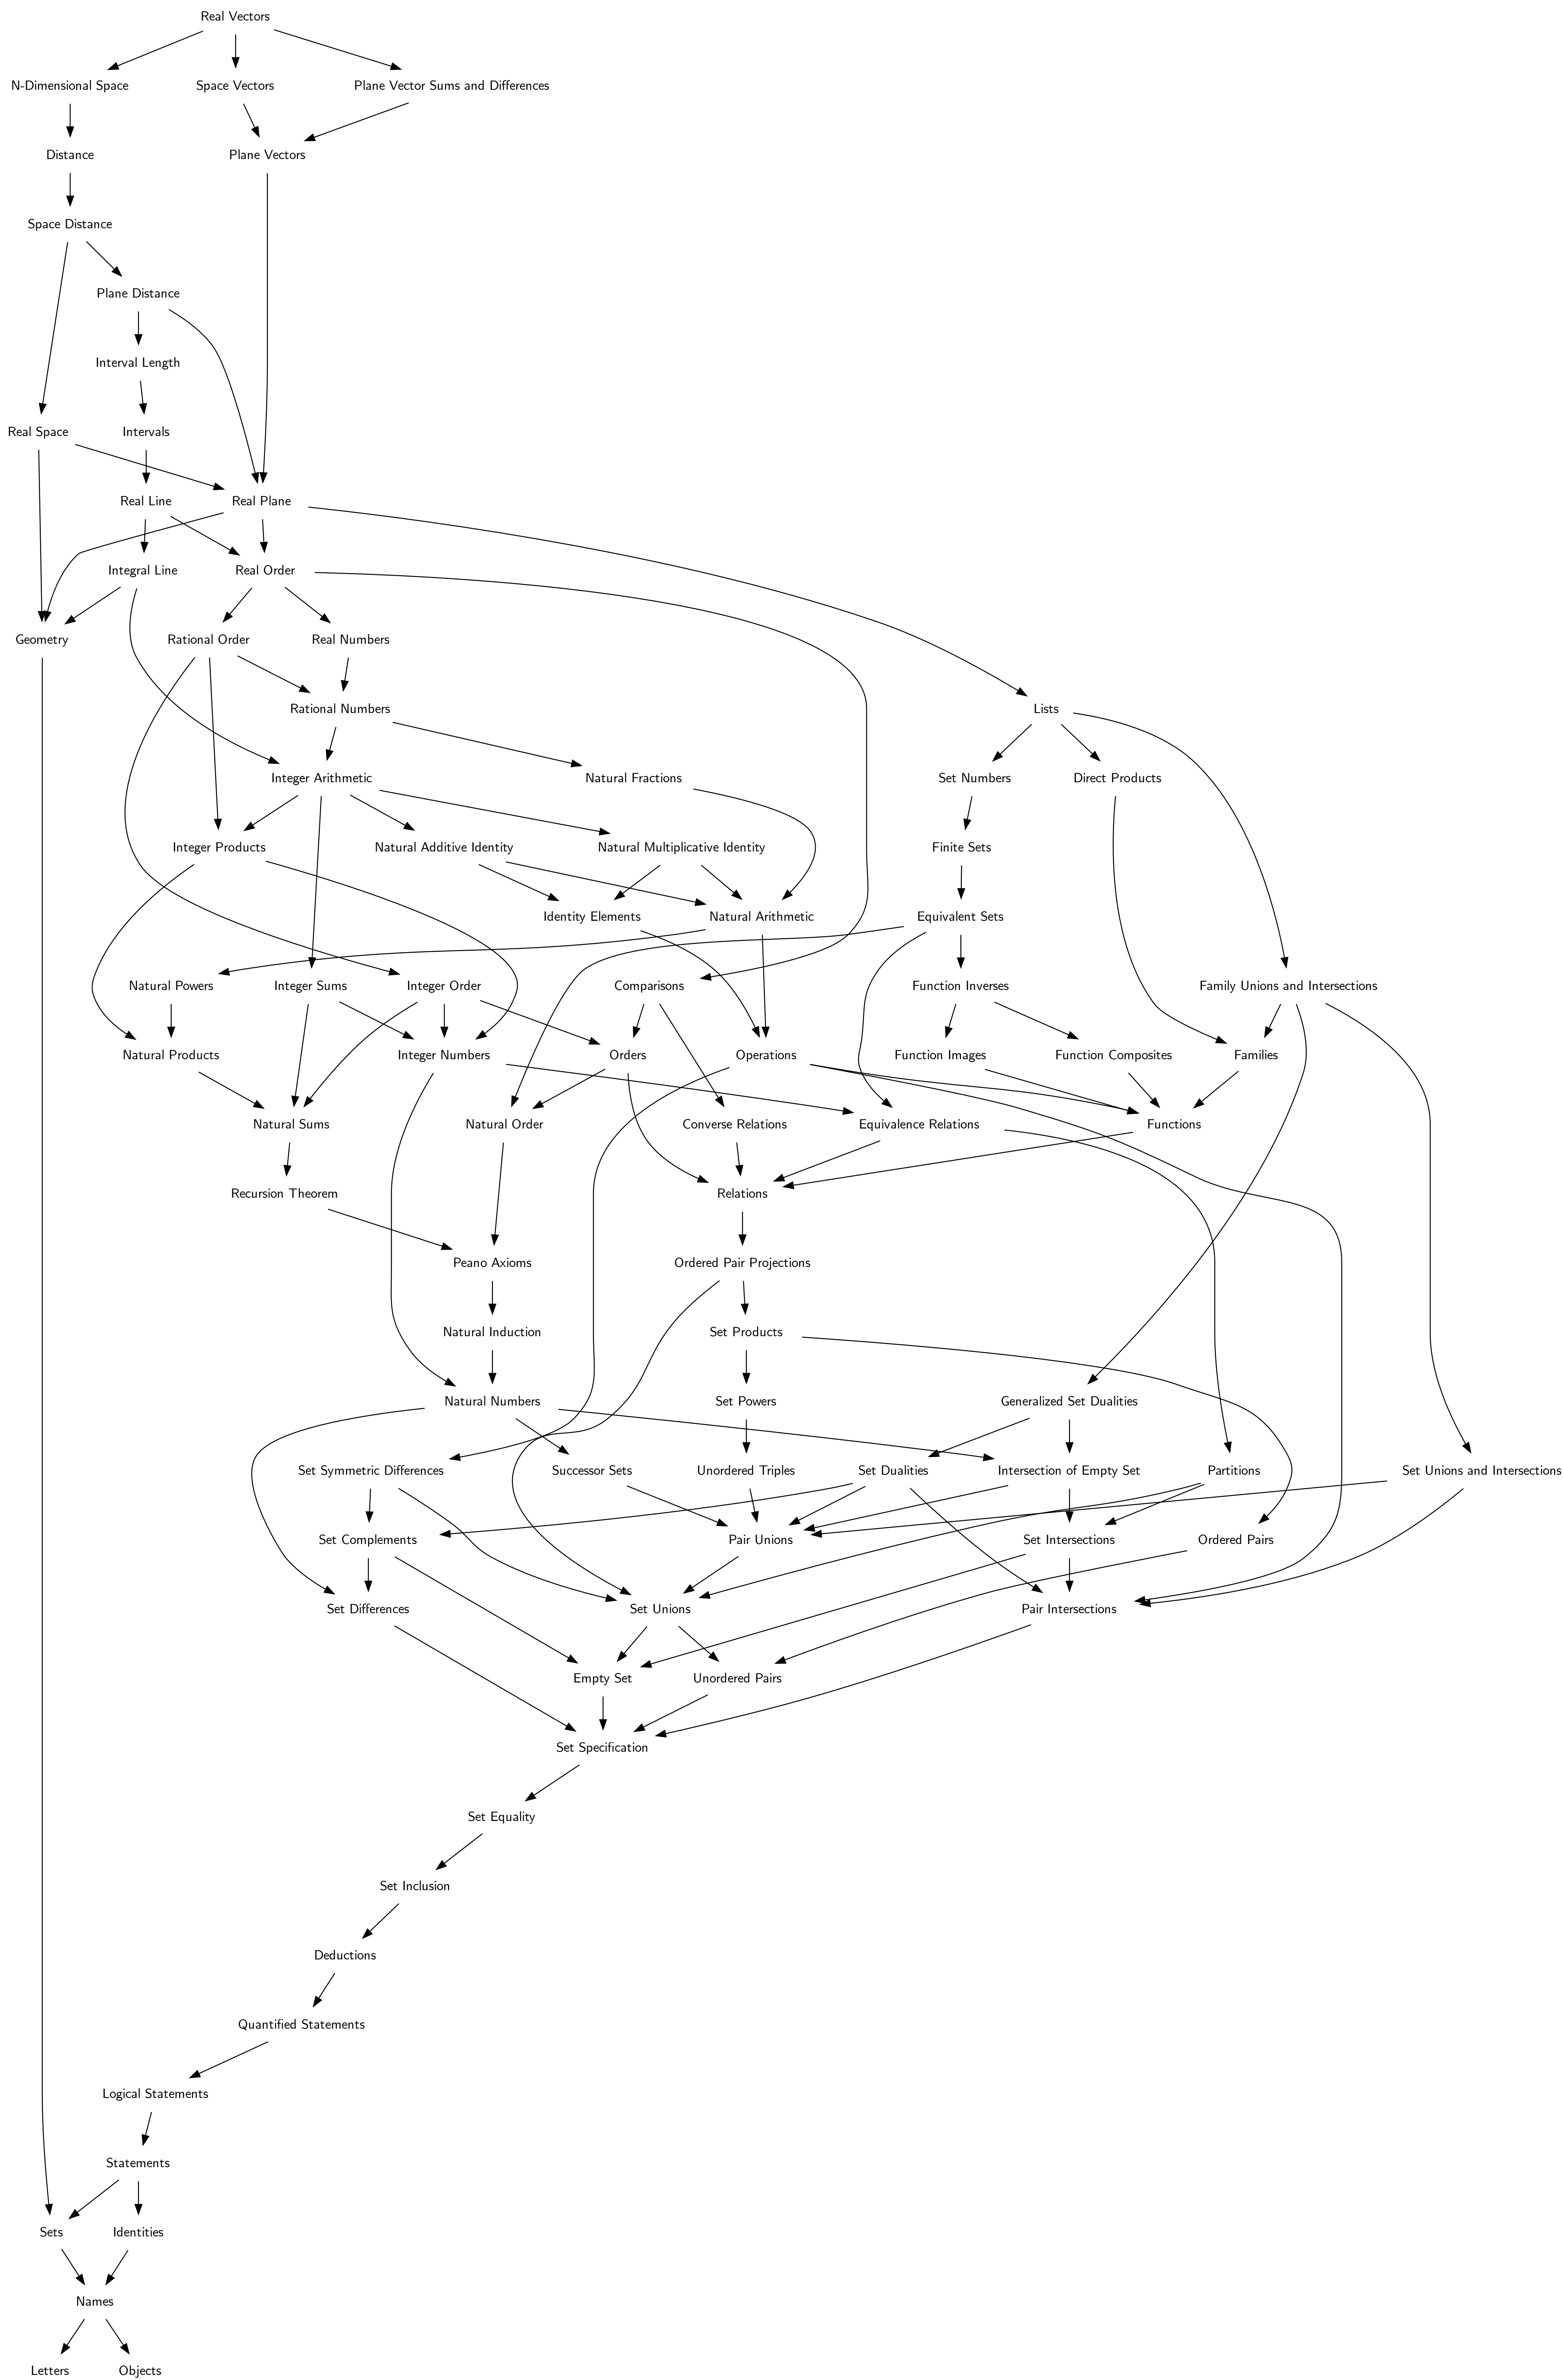 Real Vectors
N-Dimensional Space
Space Vectors
Plane Vector Sums and Differences
Distance
Plane Vectors
Space Distance
Plane Distance
Interval Length
Real Space
Intervals
Real Line
Real Plane
Integral Line
Real Order
Geometry
Rational Order
Real Numbers
Rational Numbers
Lists
Integer Arithmetic
Natural Fractions
Set Numbers
Direct Products
Integer Products
Natural Additive Identity
Natural Multiplicative Identity
Finite Sets
Identity Elements
Natural Arithmetic
Equivalent Sets
Natural Powers
Integer Sums
Integer Order
Comparisons
Function Inverses
Family Unions and Intersections
Natural Products
Integer Numbers
Orders
Operations
Function Images
Function Composites
Families
Natural Sums
Natural Order
Converse Relations
Equivalence Relations
Functions
Recursion Theorem
Relations
Peano Axioms
Ordered Pair Projections
Natural Induction
Set Products
Natural Numbers
Set Powers
Generalized Set Dualities
Set Symmetric Differences
Successor Sets
Unordered Triples
Set Dualities
Intersection of Empty Set
Partitions
Set Unions and Intersections
Set Complements
Pair Unions
Set Intersections
Ordered Pairs
Set Differences
Set Unions
Pair Intersections
Empty Set
Unordered Pairs
Set Specification
Set Equality
Set Inclusion
Deductions
Quantified Statements
Logical Statements
Statements
Sets
Identities
Names
Letters
Objects